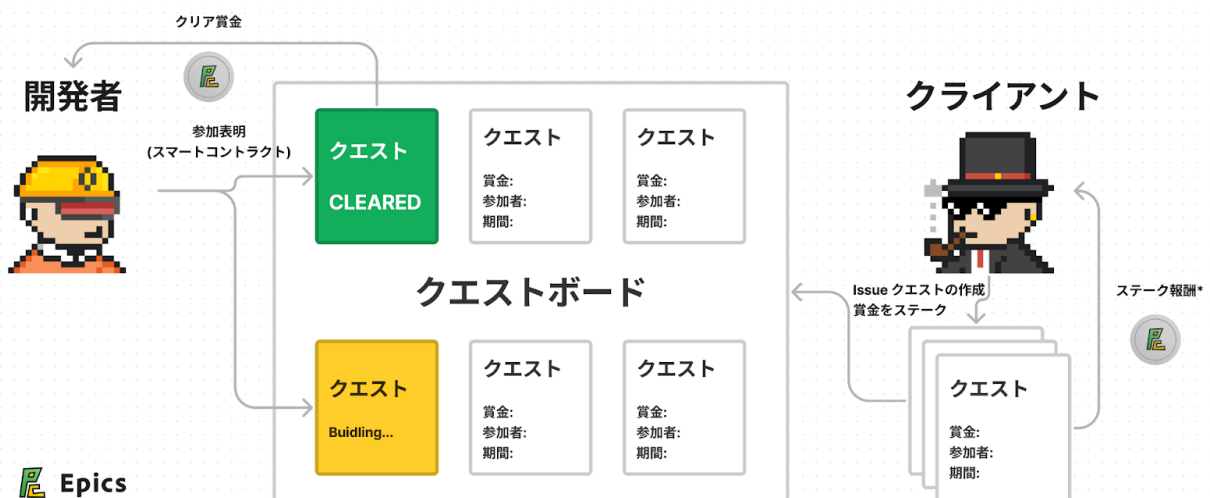 クリア賞金
開発者
参加表明
(スマートコントラクト)
クエスト
CLEARED
クエスト
賞金:
参加者:
期間:
クエスト
賞金:
参加者:
期間:
クエストボード
クエスト
Buidling...
クエスト
賞金:
参加者:
期間:
クエスト
賞金:
参加者:
期間:
クライアント
Issue クエストの作成
賞金をステーク
ステーク報酬*
クエスト
賞金:
参加者:
期間:
Epics